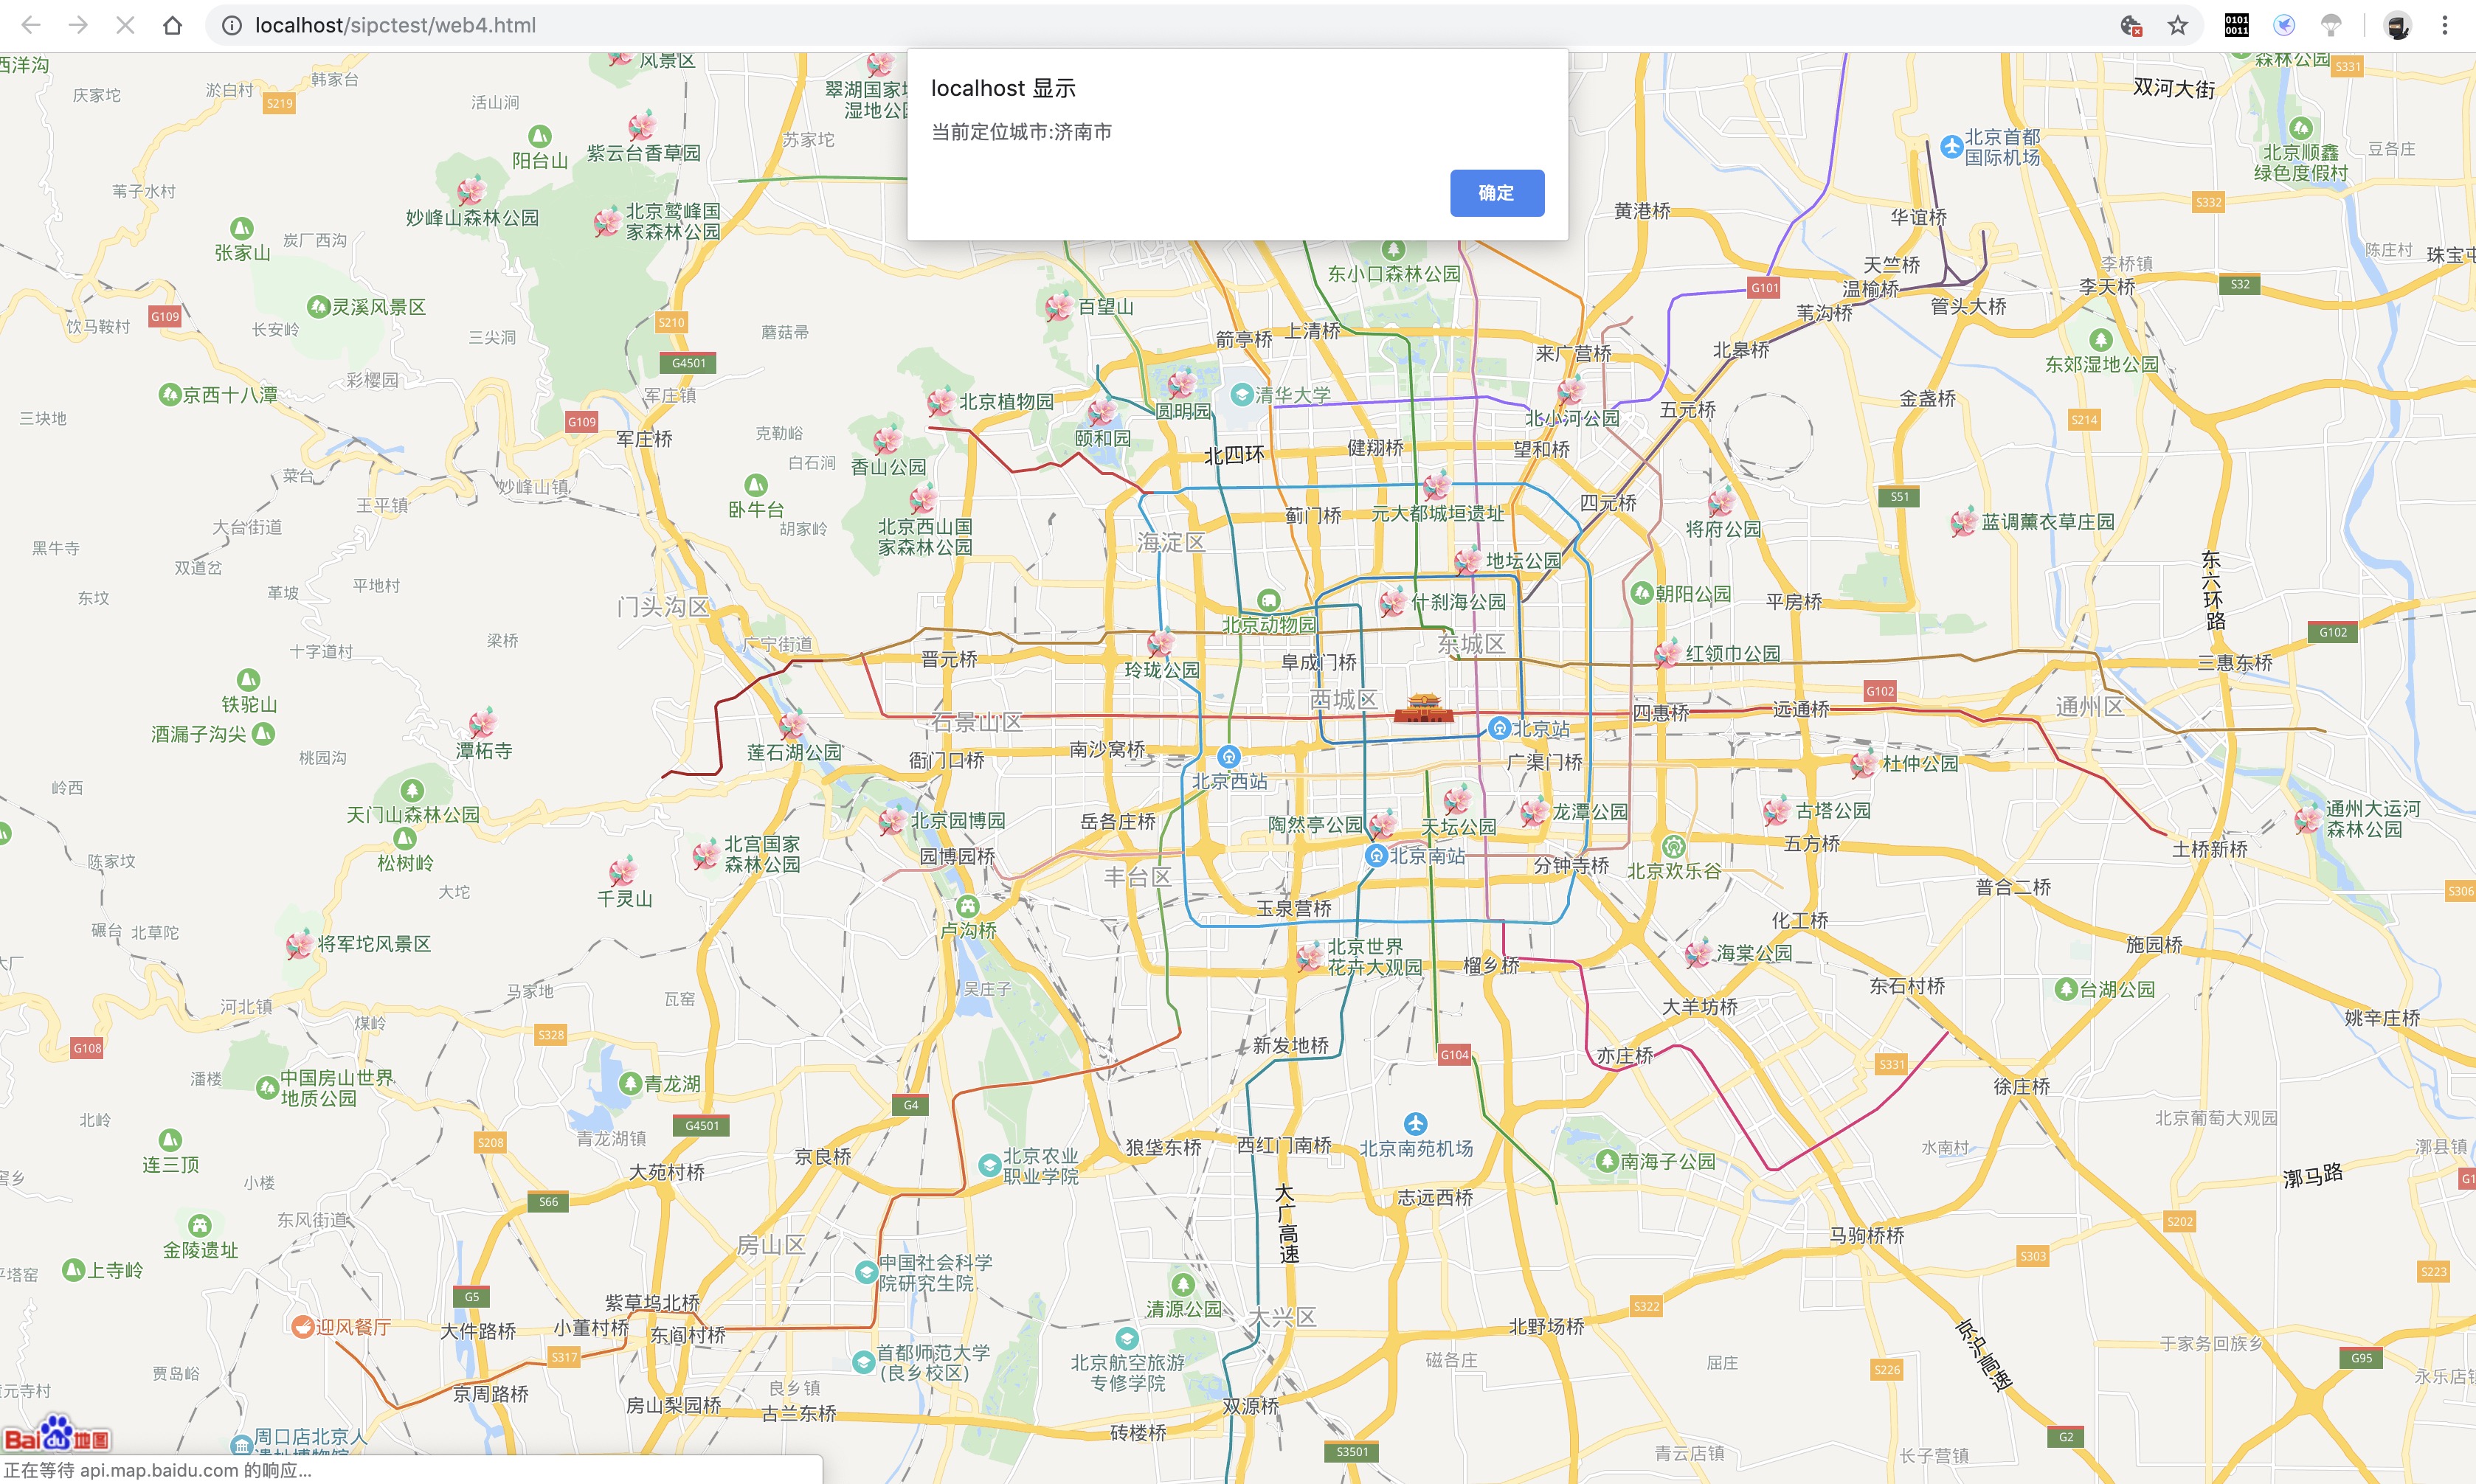 localhost/sipctest/web4.html
0101
0011
localhost 显示
当前定位城市:济南市
确定
西洋沟
韩家台
风景区
翠湖国家
湿地公
森林公园
S331
双河大街
庆家坨
淤白村
S219
活山涧
阳台山
紫云台香草园
苏家坨
北京首都
国际机场
北京顺鑫
绿色度假村
豆各庄
苇子水村
妙峰山森林公园
北京鹫峰国
家森林公园
黄港桥
华谊桥
S332
张家山
炭厂西沟
东小口森林公园
天竺桥
李桥镇
陈庄村
珠宝屯
G101
温榆桥
李天桥
S32
灵溪风景区
G109
饮马鞍村
长安岭
三尖洞
S210
蘑菇帚
百望山
箭亭桥
上清桥
苇沟桥
管头大桥
G4501
来广营桥
北皋桥
东郊湿地公园
京西十八潭
彩樱园
军庄镇
北京植物园
圆明园
清华大学
金盏桥
三块地
G109
军庄桥
克勒峪
颐和园
北小河公园
五元桥
S214
白石涧
香山公园
北四环
健翔桥
望和桥
菜台
妙峰山镇
王平镇
卧牛台
北京西山国
家森林公园
蓟门桥
元大都城垣遗址
四元桥
将府公园
S51
蓝调薰衣草庄园
大台街道
胡家岭
海淀区
地坛公园
黑牛寺
双道岔
东六环路
东坟
革坡
平地村
门头沟区
什刹海公园
朝阳公园
平房桥
北京动物园
G102
十字道村
梁桥
广宁街道
晋元桥
玲珑公园
阜成门桥
东城区
红领巾公园
三惠东桥
铁驼山
西城区
G102
酒漏子沟尖
潭柘寺
莲石湖公园
石景山区
北京站
四惠桥
远通桥
通州区
桃园沟
衙门口桥
南沙窝桥
北京西站
广渠门桥
杜仲公园
岭西
天门山森林公园
北京园博园
岳各庄桥
陶然亭公园
天坛公园
龙潭公园
古塔公园
通州大运河
森林公园
松树岭
北宫国家
森林公园
陈家坟
园博园桥
北京南站
分钟寺桥
北京欢乐谷
五方桥
土桥新桥
大坨
千灵山
丰台区
普合二桥
S306
碾台
北草陀
将军坨风景区
卢沟桥
玉泉营桥
化工桥
大厂
北京世界
花卉大观园
榴乡桥
海棠公园
施园桥
河北镇
马家地
瓦窑
吴庄子
大羊坊桥
东石村桥
台湖公园
煤岭
S328
新发地桥
G104
亦庄桥
姚辛庄桥
G108
S331
潘楼
中国房山世界
地质公园
青龙湖
徐庄桥
北岭
G4
G4501
北京南苑机场
北京葡萄大观园
S208
青龙湖镇
连三顶
大苑村桥
京良桥
北京农业
职业学院
狼垡东桥
西红门南桥
南海子公园
水南村
漷县镇
漷马路
窖乡
小楼
S66
大广高速
志远西桥
东风街道
金陵遗址
房山区
马驹桥桥
S202
上寺岭
中国社会科学
院研究生院
S303
S223
G5
紫草坞北桥
清源公园
大兴区
S322
迎风餐厅
大件路桥
小董村桥
东阎村桥
北野场桥
京沪高速
于家务回族乡
S317
首都师范大学
(良乡校区)
北京航空旅游
专修学院
磁各庄
屈庄
G95
贾岛峪
S226
永乐店
京周路桥
良乡镇
房山梨园桥
古兰东桥
双源桥
砖楼桥
Baidu地图
周口店北京人
S3501
G2
青云店镇
长子营镇
正在等待 api.map.baidu.com 的响应...